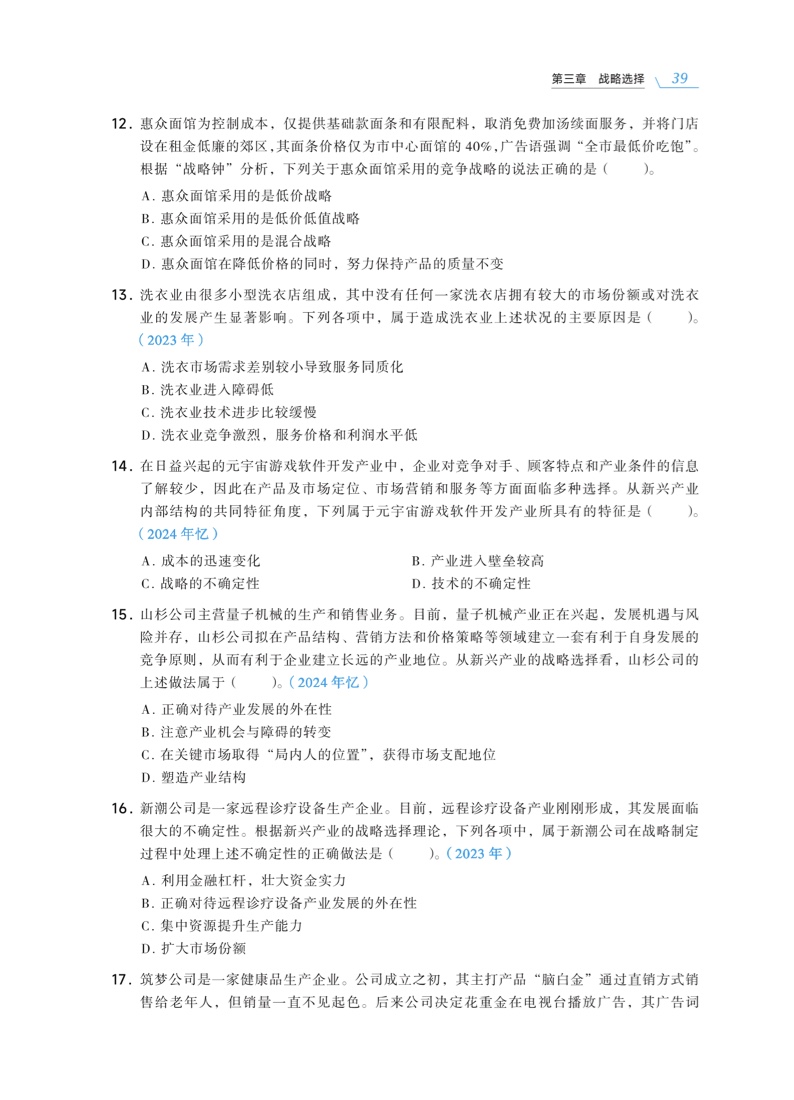 第三章 战略选择 39
12. 惠众面馆为控制成本，仅提供基础款面条和有限配料，取消免费加汤续面服务，并将门店
设在租金低廉的郊区，其面条价格仅为市中心面馆的 40%，广告语强调“全市最低价吃饱”。
根据“战略钟”分析，下列关于惠众面馆采用的竞争战略的说法正确的是（　　）。
A. 惠众面馆采用的是低价战略
B. 惠众面馆采用的是低价低值战略
C. 惠众面馆采用的是混合战略
D. 惠众面馆在降低价格的同时，努力保持产品的质量不变
13. 洗衣业由很多小型洗衣店组成，其中没有任何一家洗衣店拥有较大的市场份额或对洗衣
业的发展产生显著影响。下列各项中，属于造成洗衣业上述状况的主要原因是（　　）。
（2023 年）
A. 洗衣市场需求差别较小导致服务同质化
B. 洗衣业进入障碍低
C. 洗衣业技术进步比较缓慢
D. 洗衣业竞争激烈，服务价格和利润水平低
14. 在日益兴起的元宇宙游戏软件开发产业中，企业对竞争对手、顾客特点和产业条件的信息
了解较少，因此在产品及市场定位、市场营销和服务等方面面临多种选择。从新兴产业
内部结构的共同特征角度，下列属于元宇宙游戏软件开发产业所具有的特征是（　　）。
（2024 年忆）
A. 成本的迅速变化 B. 产业进入壁垒较高
C. 战略的不确定性 D. 技术的不确定性
15. 山杉公司主营量子机械的生产和销售业务。目前，量子机械产业正在兴起，发展机遇与风
险并存，山杉公司拟在产品结构、营销方法和价格策略等领域建立一套有利于自身发展的
竞争原则，从而有利于企业建立长远的产业地位。从新兴产业的战略选择看，山杉公司的
上述做法属于（　　）。（2024 年忆）
A. 正确对待产业发展的外在性
B. 注意产业机会与障碍的转变
C. 在关键市场取得“局内人的位置”，获得市场支配地位
D. 塑造产业结构
16. 新潮公司是一家远程诊疗设备生产企业。目前，远程诊疗设备产业刚刚形成，其发展面临
很大的不确定性。根据新兴产业的战略选择理论，下列各项中，属于新潮公司在战略制定
过程中处理上述不确定性的正确做法是（　　）。（2023 年）
A. 利用金融杠杆，壮大资金实力
B. 正确对待远程诊疗设备产业发展的外在性
C. 集中资源提升生产能力
D. 扩大市场份额
17. 筑梦公司是一家健康品生产企业。公司成立之初，其主打产品“脑白金”通过直销方式销
售给老年人，但销量一直不见起色。后来公司决定花重金在电视台播放广告，其广告词